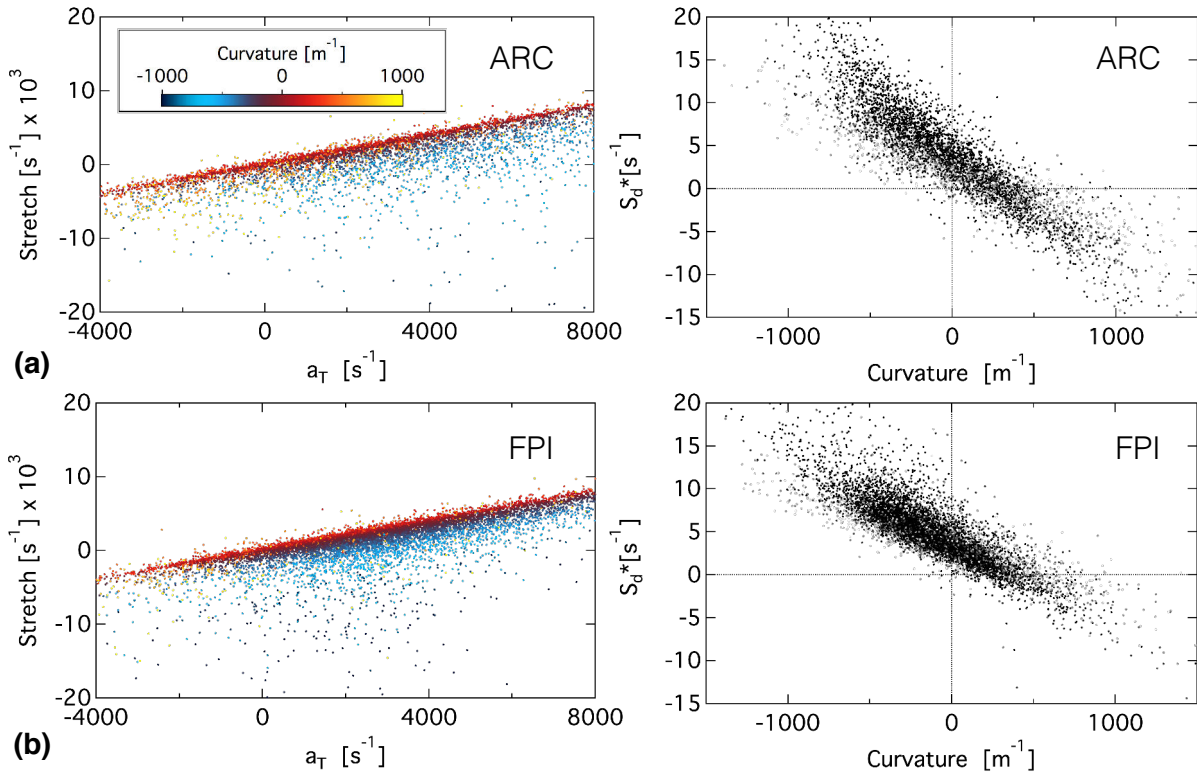 20
10
0
-10
-20
Stretch [s⁻¹] x 10³
Curvature [m⁻¹]
-1000 0 1000
ARC
-4000 0 4000 8000
a_T [s⁻¹]
(a)
20
15
10
5
0
-5
-10
-15
S_d*[s⁻¹]
ARC
-1000 0 1000
Curvature [m⁻¹]
20
10
0
-10
-20
Stretch [s⁻¹] x 10³
FPI
-4000 0 4000 8000
a_T [s⁻¹]
(b)
20
15
10
5
0
-5
-10
-15
S_d*[s⁻¹]
FPI
-1000 0 1000
Curvature [m⁻¹]